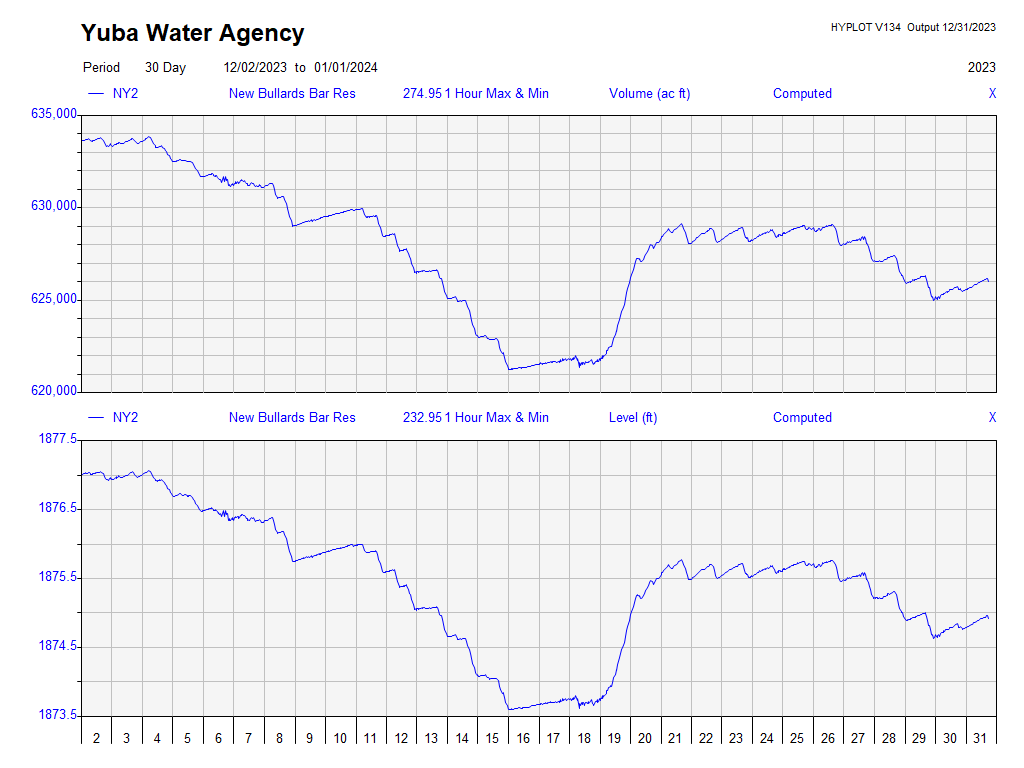 Yuba Water Agency
HYPLOT V134 Output 12/31/2023
Period 30 Day 12/02/2023 to 01/01/2024 2023
NY2 New Bullards Bar Res 274.95 1 Hour Max & Min Volume (ac ft) Computed X
635,000
630,000
625,000
620,000
NY2 New Bullards Bar Res 232.95 1 Hour Max & Min Level (ft) Computed X
1877.5
1876.5
1875.5
1874.5
1873.5
2 3 4 5 6 7 8 9 10 11 12 13 14 15 16 17 18 19 20 21 22 23 24 25 26 27 28 29 30 31